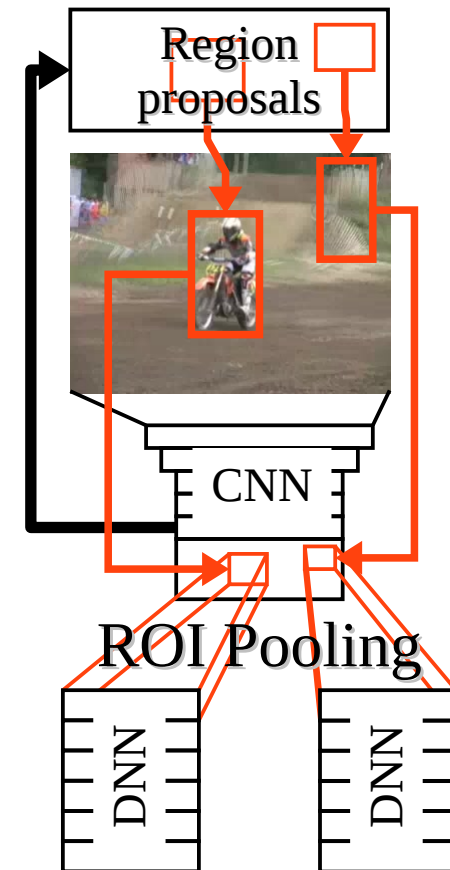 Region
proposals
CNN
ROI Pooling
DNN
DNN